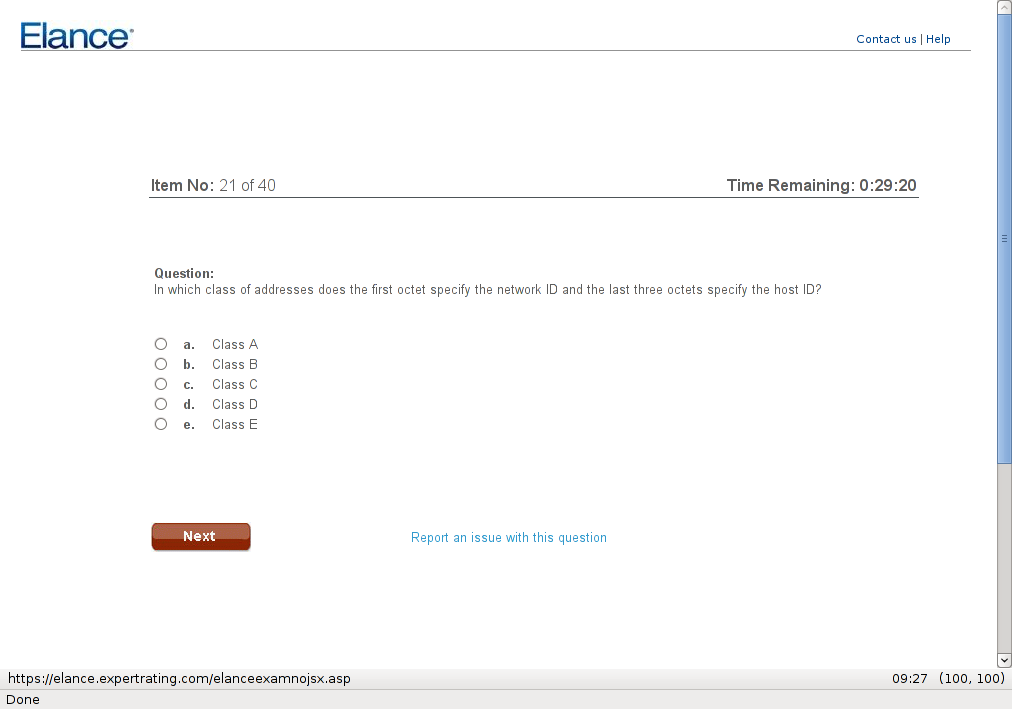 Elance®
Contact us | Help
Item No: 21 of 40
Time Remaining: 0:29:20
Question:
In which class of addresses does the first octet specify the network ID and the last three octets specify the host ID?
a. Class A
b. Class B
c. Class C
d. Class D
e. Class E
Next
Report an issue with this question
https://elance.expertrating.com/elanceexamnojsx.asp
09:27 (100, 100)
Done